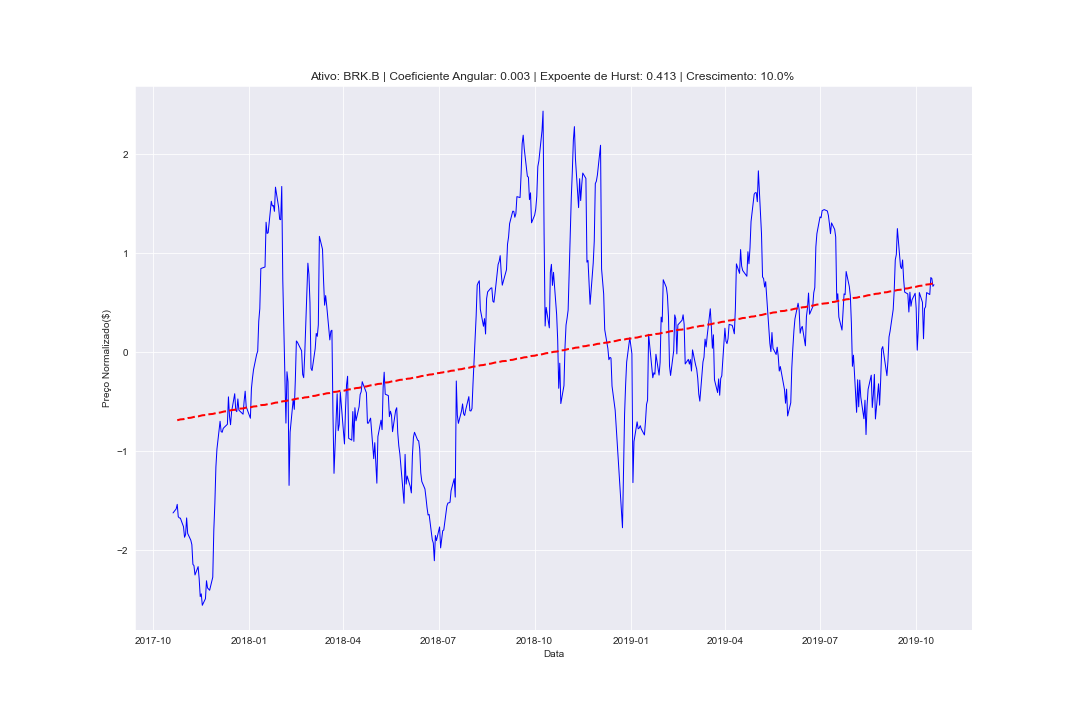 Ativo: BRK.B | Coeficiente Angular: 0.003 | Expoente de Hurst: 0.413 | Crescimento: 10.0%
Preço Normalizado($)
2
1
0
−1
−2
2017-10 2018-01 2018-04 2018-07 2018-10 2019-01 2019-04 2019-07 2019-10
Data